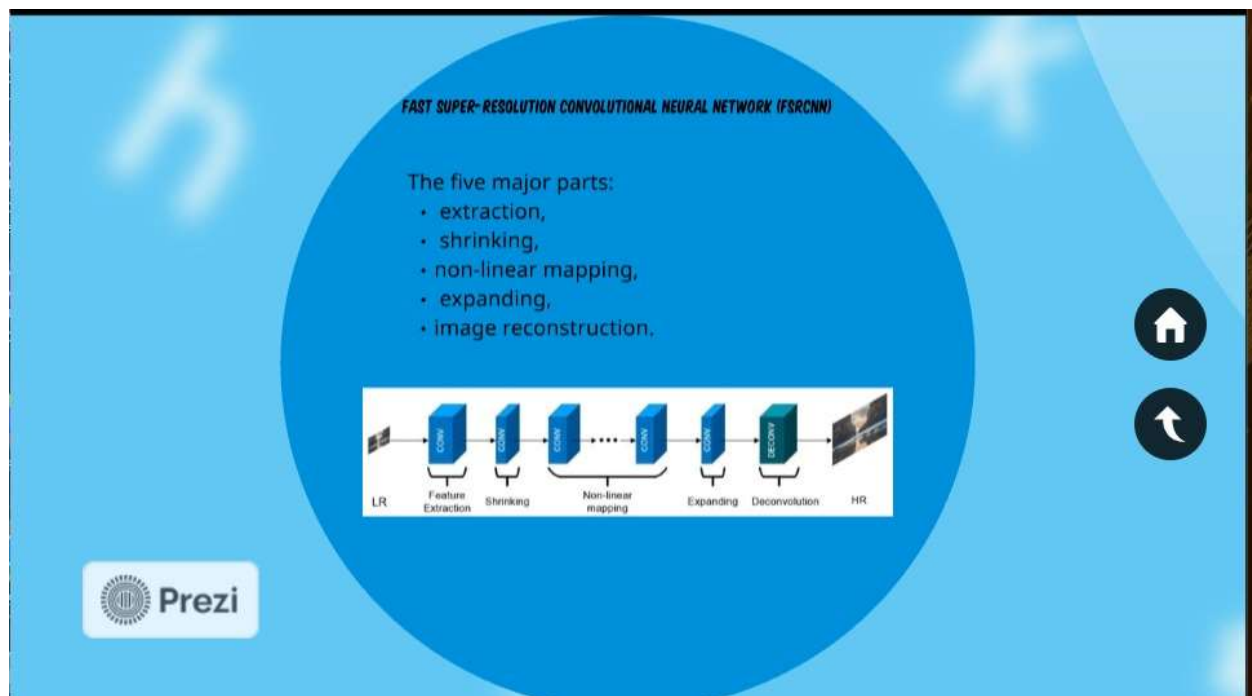 FAST SUPER-RESOLUTION CONVOLUTIONAL NEURAL NETWORK (FSRCNN)
The five major parts:
• extraction,
• shrinking,
• non-linear mapping,
• expanding,
• image reconstruction.
CONV CONV CONV CONV CONV DECONV
LR Feature Extraction Shrinking Non-linear mapping Expanding Deconvolution HR
Prezi